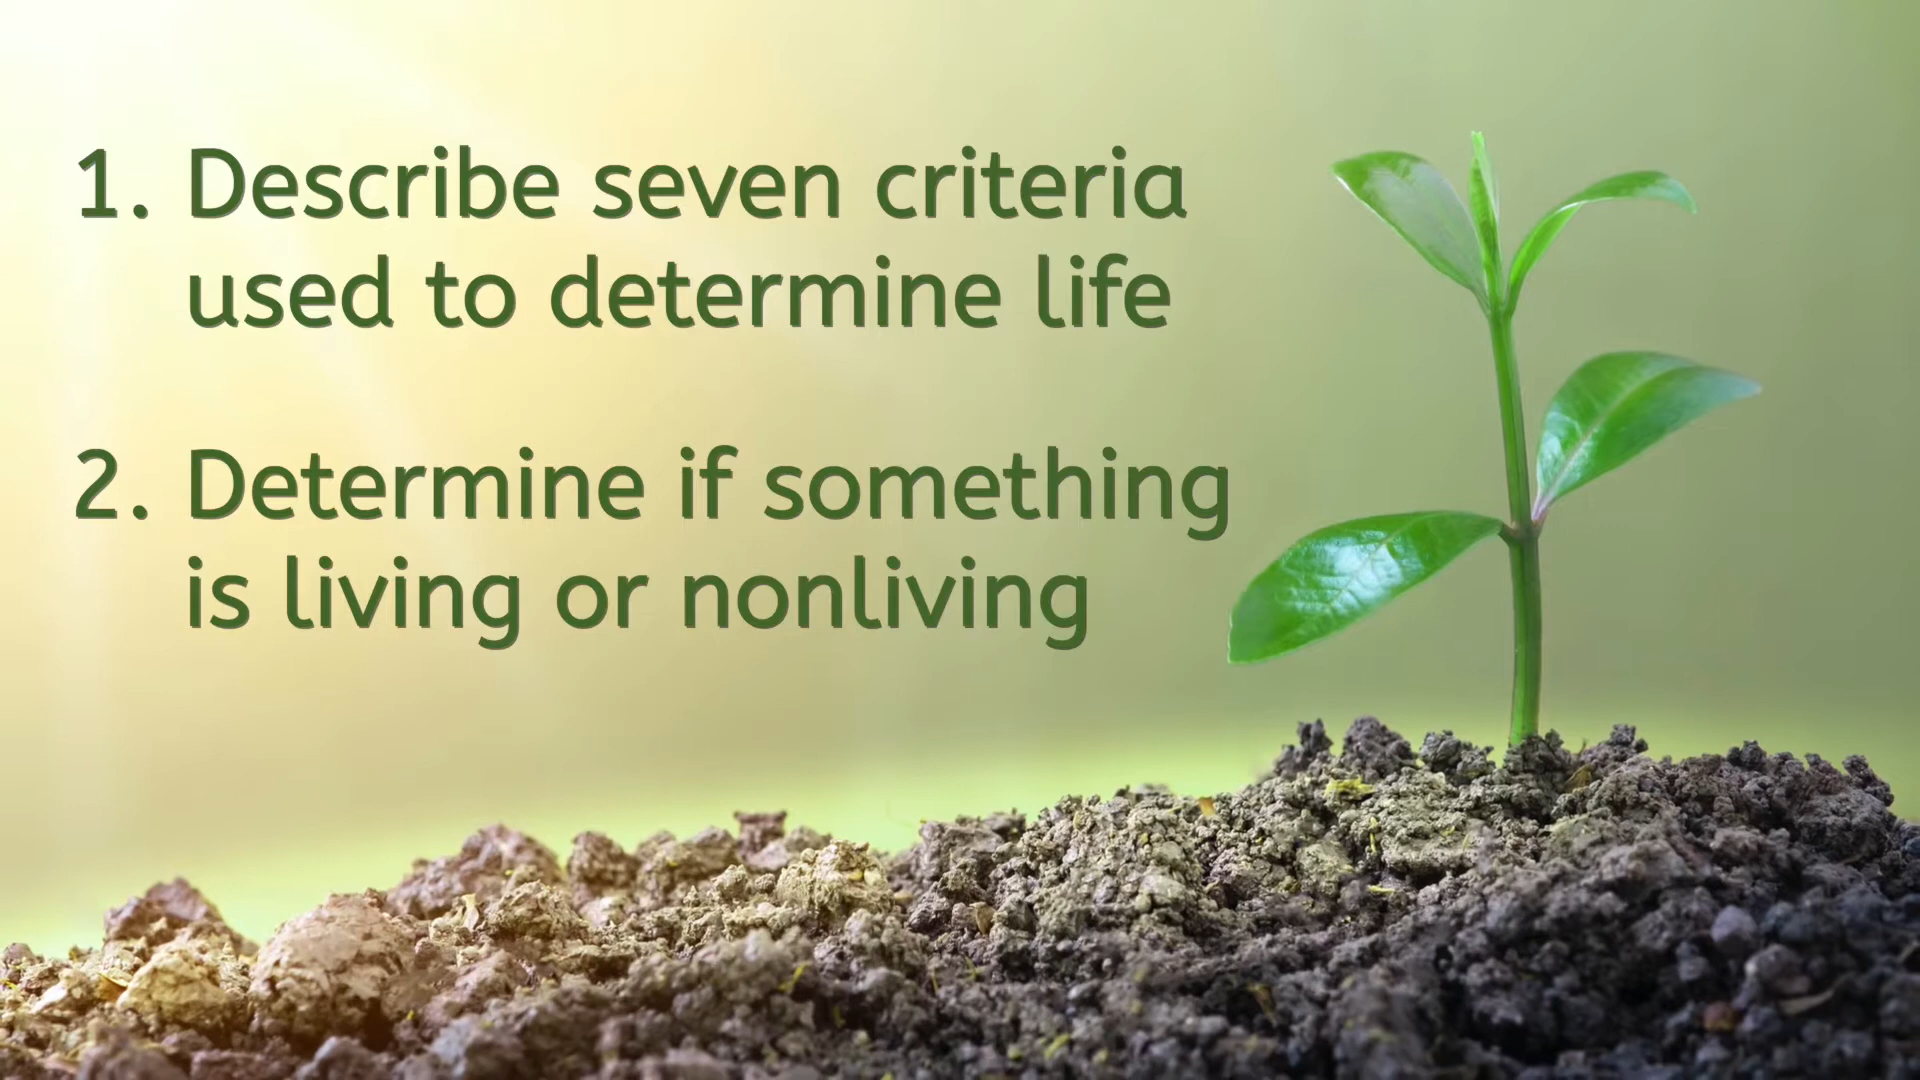 1. Describe seven criteria
used to determine life
2. Determine if something
is living or nonliving